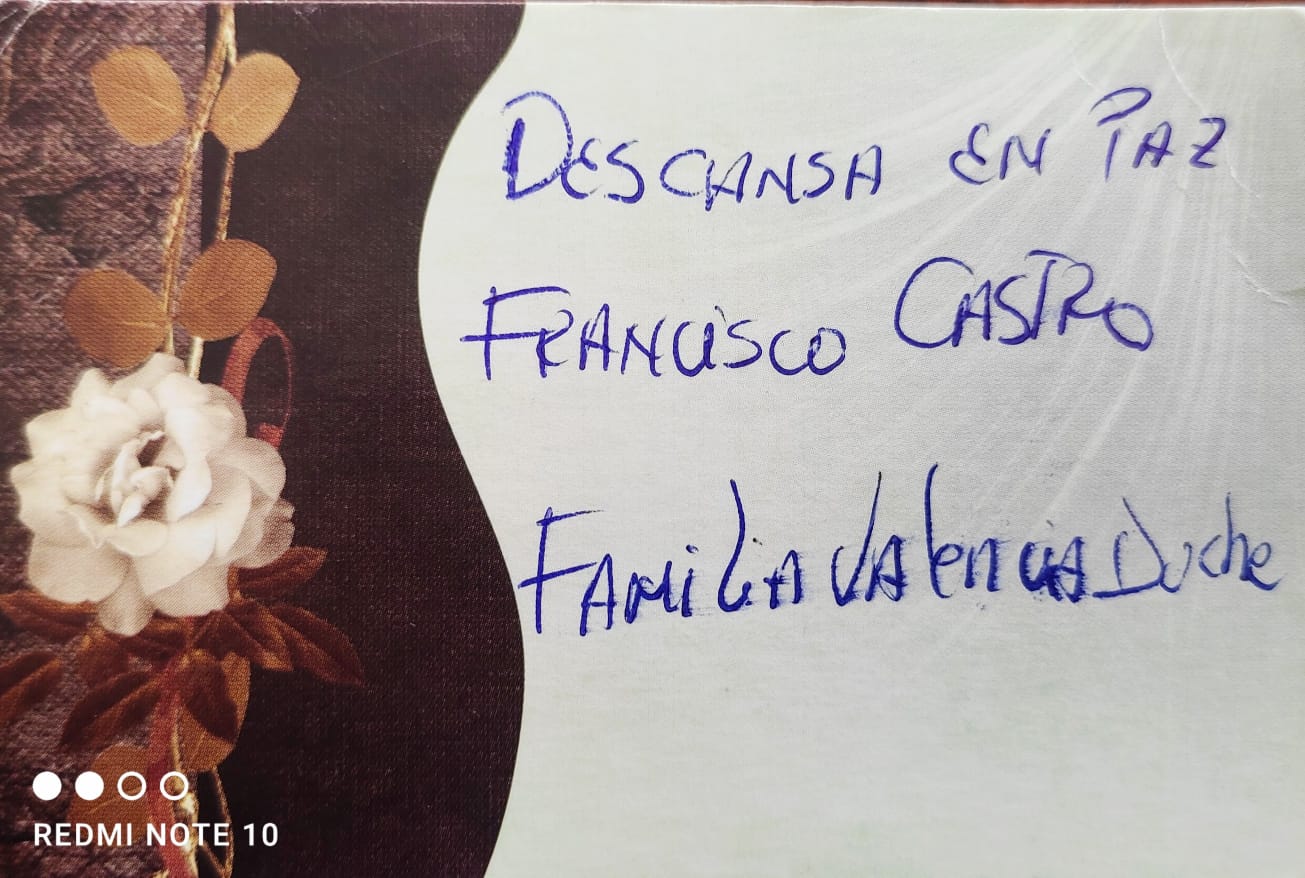 DESCANSA EN PAZ
FRANCISCO CASTRO
FAMILIA VALENCIA Duche
REDMI NOTE 10